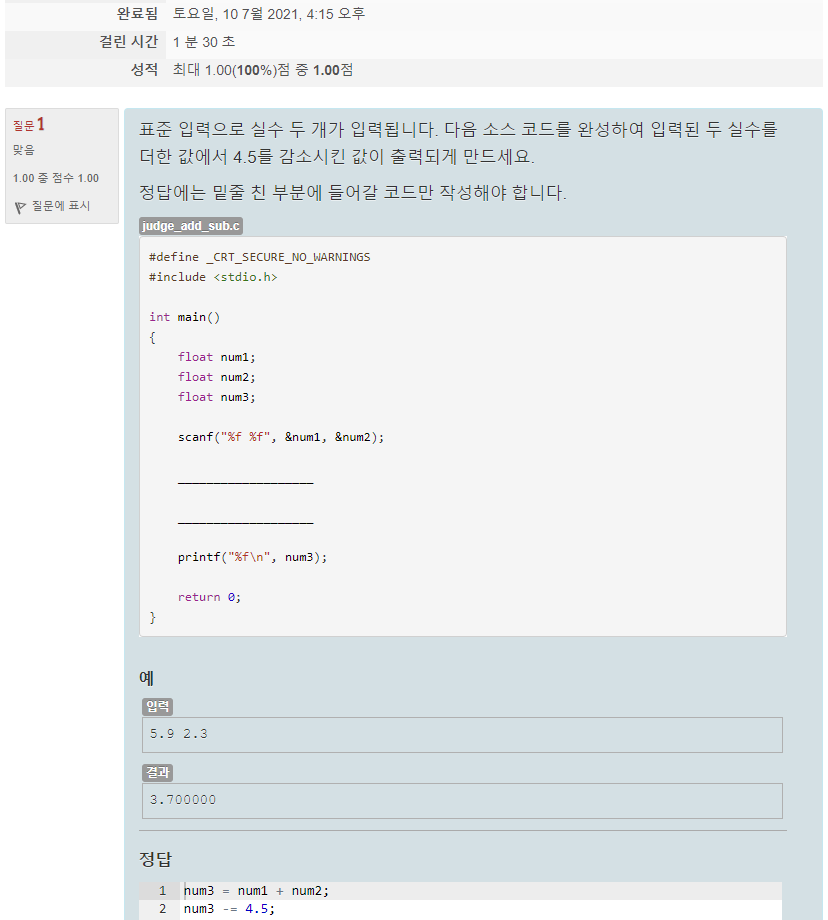 완료됨 토요일, 10 7월 2021, 4:15 오후
걸린 시간 1 분 30 초
성적 최대 1.00(100%)점 중 1.00점
질문 1
맞음
1.00 중 점수 1.00
질문에 표시
표준 입력으로 실수 두 개가 입력됩니다. 다음 소스 코드를 완성하여 입력된 두 실수를
더한 값에서 4.5를 감소시킨 값이 출력되게 만드세요.
정답에는 밑줄 친 부분에 들어갈 코드만 작성해야 합니다.
judge_add_sub.c
#define _CRT_SECURE_NO_WARNINGS
#include <stdio.h>
int main()
{
    float num1;
    float num2;
    float num3;
    scanf("%f %f", &num1, &num2);
    ___________________
    ___________________
    printf("%f\n", num3);
    return 0;
}
예
입력
5.9 2.3
결과
3.700000
정답
1 num3 = num1 + num2;
2 num3 -= 4.5;